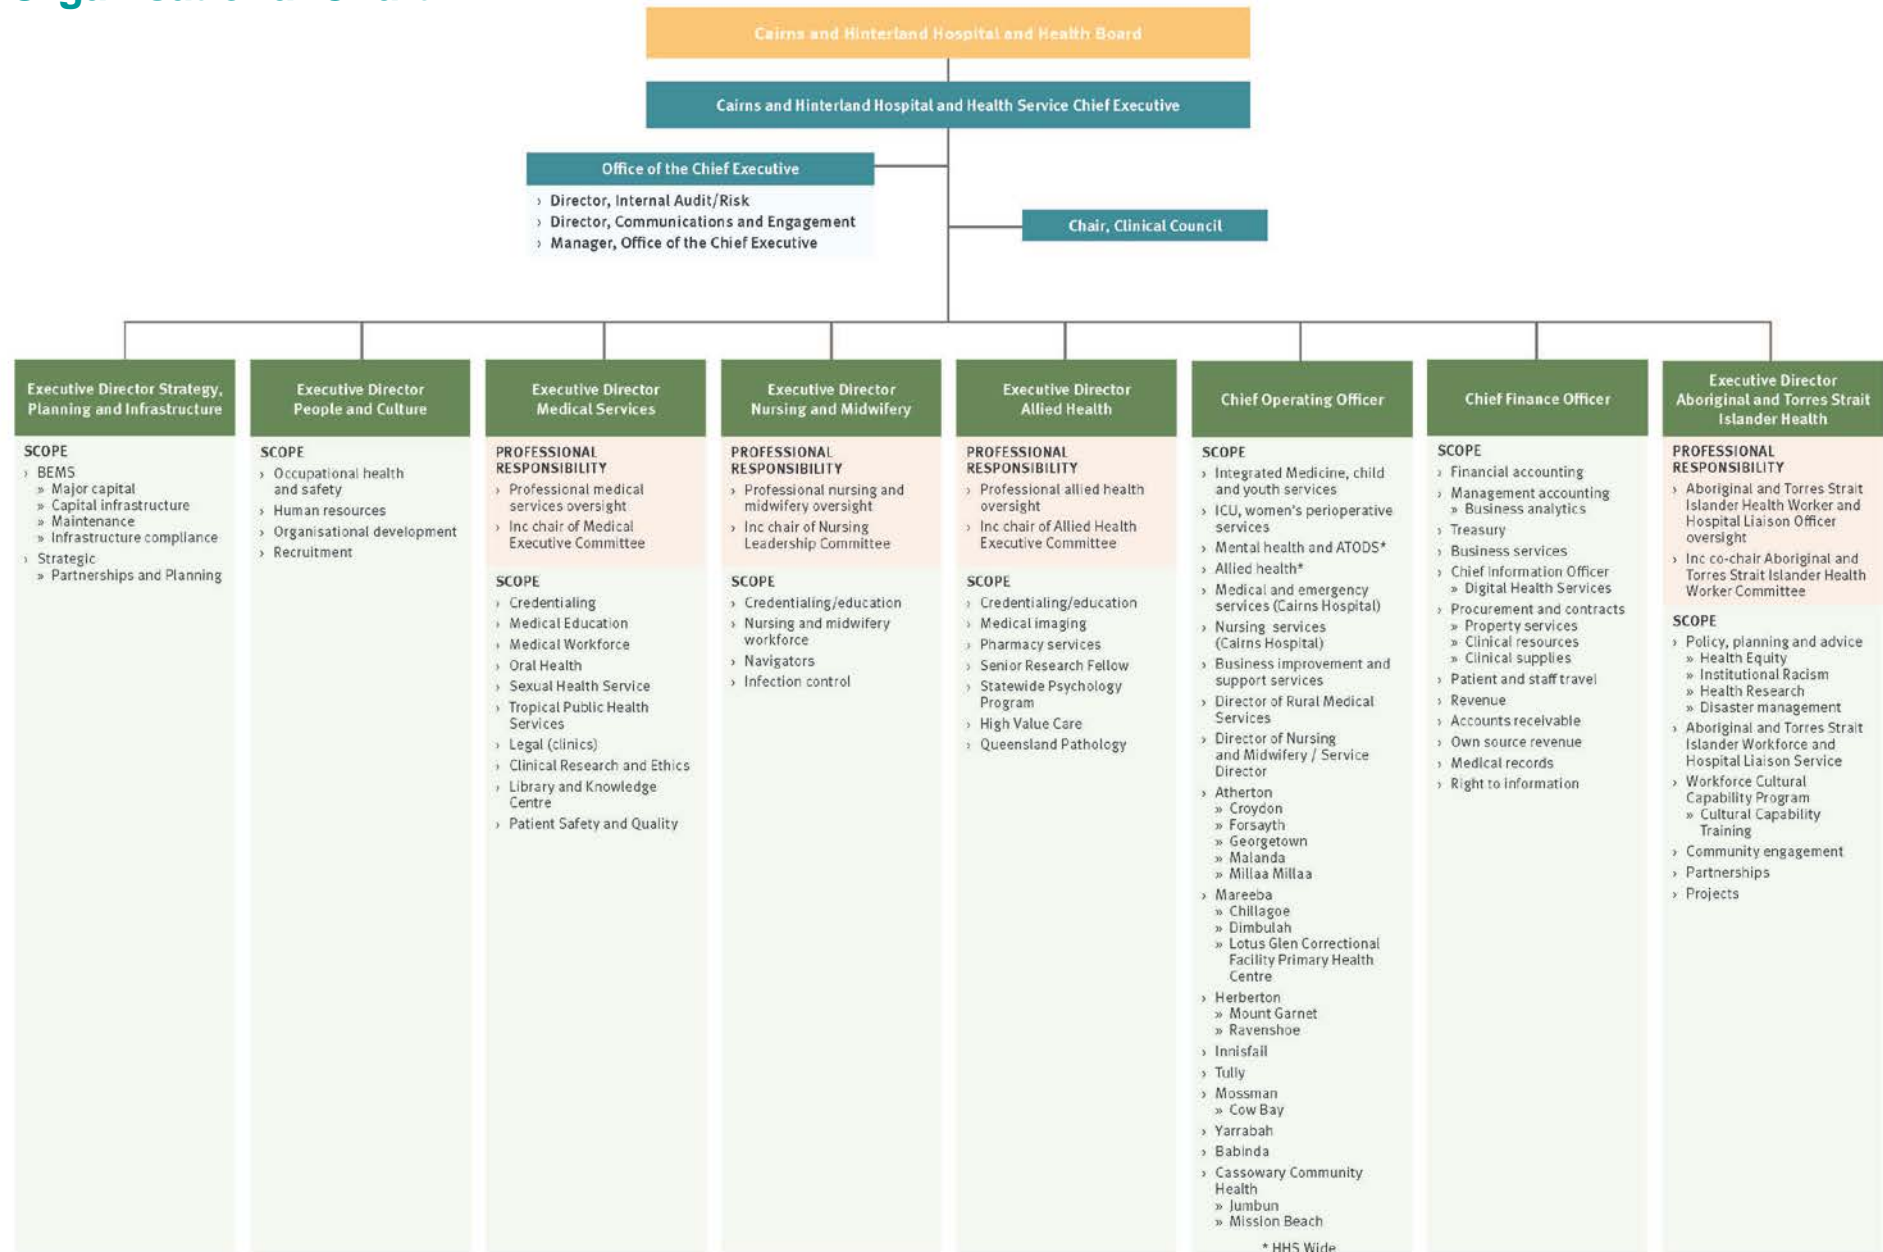 Organisational Chart
Cairns and Hinterland Hospital and Health Board
Cairns and Hinterland Hospital and Health Service Chief Executive
Office of the Chief Executive
› Director, Internal Audit/Risk
› Director, Communications and Engagement
› Manager, Office of the Chief Executive
Chair, Clinical Council
Executive Director Strategy,
Planning and Infrastructure
SCOPE
› BEMS
» Major capital
» Capital infrastructure
» Maintenance
» Infrastructure compliance
› Strategic
» Partnerships and Planning
Executive Director
People and Culture
SCOPE
› Occupational health
and safety
› Human resources
› Organisational development
› Recruitment
Executive Director
Medical Services
PROFESSIONAL
RESPONSIBILITY
› Professional medical
services oversight
› Inc chair of Medical
Executive Committee
SCOPE
› Credentialing
› Medical Education
› Medical Workforce
› Oral Health
› Sexual Health Service
› Tropical Public Health
Services
› Legal (clinics)
› Clinical Research and Ethics
› Library and Knowledge
Centre
› Patient Safety and Quality
Executive Director
Nursing and Midwifery
PROFESSIONAL
RESPONSIBILITY
› Professional nursing and
midwifery oversight
› Inc chair of Nursing
Leadership Committee
SCOPE
› Credentialing/education
› Nursing and midwifery
workforce
› Navigators
› Infection control
Executive Director
Allied Health
PROFESSIONAL
RESPONSIBILITY
› Professional allied health
oversight
› Inc chair of Allied Health
Executive Committee
SCOPE
› Credentialing/education
› Medical imaging
› Pharmacy services
› Senior Research Fellow
› Statewide Psychology
Program
› High Value Care
› Queensland Pathology
Chief Operating Officer
SCOPE
› Integrated Medicine, child
and youth services
› ICU, women's perioperative
services
› Mental health and ATODS*
› Allied health*
› Medical and emergency
services (Cairns Hospital)
› Nursing services
(Cairns Hospital)
› Business improvement and
support services
› Director of Rural Medical
Services
› Director of Nursing
and Midwifery / Service
Director
› Atherton
» Croydon
» Forsayth
» Georgetown
» Malanda
» Millaa Millaa
› Mareeba
» Chillagoe
» Dimbulah
» Lotus Glen Correctional
Facility Primary Health
Centre
› Herberton
» Mount Garnet
» Ravenshoe
› Innisfail
› Tully
› Mossman
» Cow Bay
› Yarrabah
› Babinda
› Cassowary Community
Health
» Jumbun
» Mission Beach
* HHS Wide
Chief Finance Officer
SCOPE
› Financial accounting
› Management accounting
» Business analytics
› Treasury
› Business services
› Chief Information Officer
» Digital Health Services
› Procurement and contracts
» Property services
» Clinical resources
» Clinical supplies
› Patient and staff travel
› Revenue
› Accounts receivable
› Own source revenue
› Medical records
› Right to information
Executive Director
Aboriginal and Torres Strait
Islander Health
PROFESSIONAL
RESPONSIBILITY
› Aboriginal and Torres Strait
Islander Health Worker and
Hospital Liaison Officer
oversight
› Inc co-chair Aboriginal and
Torres Strait Islander Health
Worker Committee
SCOPE
› Policy, planning and advice
» Health Equity
» Institutional Racism
» Health Research
» Disaster management
› Aboriginal and Torres Strait
Islander Workforce and
Hospital Liaison Service
› Workforce Cultural
Capability Program
» Cultural Capability
Training
› Community engagement
› Partnerships
› Projects